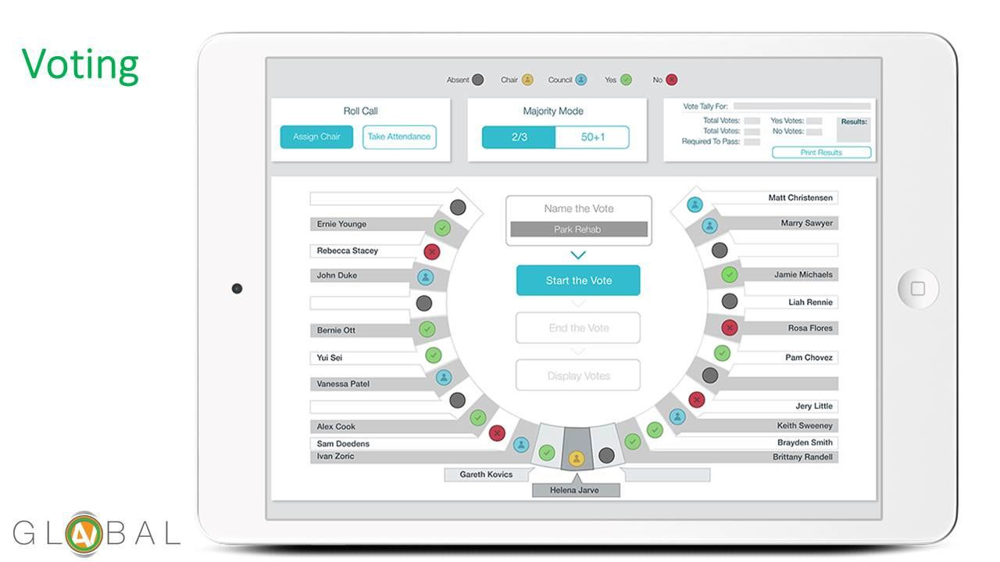 Voting
Absent Chair Council Yes No
Roll Call
Assign Chair Take Attendance
Majority Mode
2/3 50+1
Vote Tally For:
Total Votes: Yes Votes: Results:
Total Votes: No Votes:
Required To Pass:
Print Results
Name the Vote
Park Rehab
Start the Vote
End the Vote
Display Votes
Ernie Younge
Rebecca Stacey
John Duke
Bernie Ott
Yui Sei
Vanessa Patel
Alex Cook
Sam Doedens
Ivan Zoric
Gareth Kovics
Helena Jarve
Matt Christensen
Marry Sawyer
Jamie Michaels
Liah Rennie
Rosa Flores
Pam Chovez
Jery Little
Keith Sweeney
Brayden Smith
Brittany Randell
GLOBAL
AV